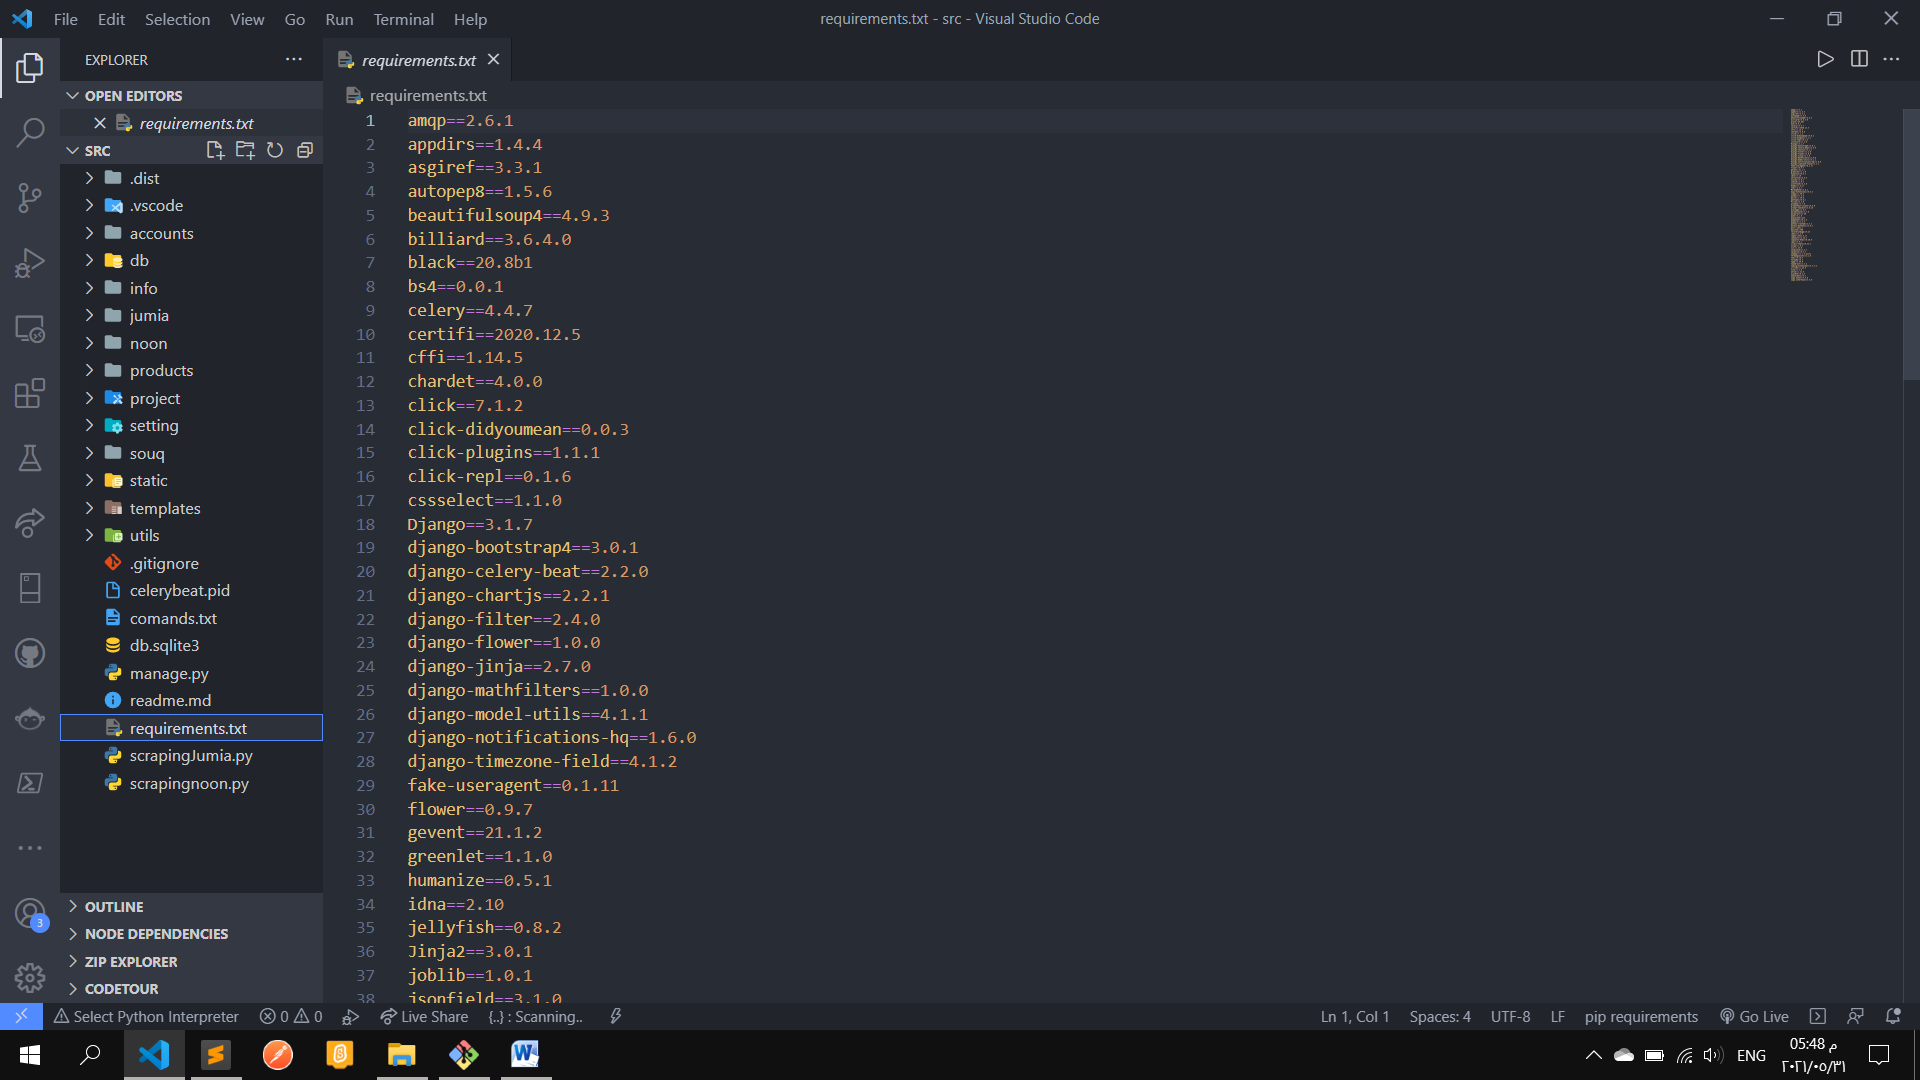 File Edit Selection View Go Run Terminal Help
requirements.txt - src - Visual Studio Code
EXPLORER
OPEN EDITORS
requirements.txt
SRC
.dist
.vscode
accounts
db
info
jumia
noon
products
project
setting
souq
static
templates
utils
.gitignore
celerybeat.pid
comands.txt
db.sqlite3
manage.py
readme.md
requirements.txt
scrapingJumia.py
scrapingnoon.py
OUTLINE
NODE DEPENDENCIES
ZIP EXPLORER
CODETOUR
3
requirements.txt
requirements.txt
1 amqp==2.6.1
2 appdirs==1.4.4
3 asgiref==3.3.1
4 autopep8==1.5.6
5 beautifulsoup4==4.9.3
6 billiard==3.6.4.0
7 black==20.8b1
8 bs4==0.0.1
9 celery==4.4.7
10 certifi==2020.12.5
11 cffi==1.14.5
12 chardet==4.0.0
13 click==7.1.2
14 click-didyoumean==0.0.3
15 click-plugins==1.1.1
16 click-repl==0.1.6
17 cssselect==1.1.0
18 Django==3.1.7
19 django-bootstrap4==3.0.1
20 django-celery-beat==2.2.0
21 django-chartjs==2.2.1
22 django-filter==2.4.0
23 django-flower==1.0.0
24 django-jinja==2.7.0
25 django-mathfilters==1.0.0
26 django-model-utils==4.1.1
27 django-notifications-hq==1.6.0
28 django-timezone-field==4.1.2
29 fake-useragent==0.1.11
30 flower==0.9.7
31 gevent==21.1.2
32 greenlet==1.1.0
33 humanize==0.5.1
34 idna==2.10
35 jellyfish==0.8.2
36 Jinja2==3.0.1
37 joblib==1.0.1
38 jsonfield==3.1.0
Select Python Interpreter 0 0 Live Share {..} : Scanning..
Ln 1, Col 1 Spaces: 4 UTF-8 LF pip requirements Go Live
ENG
05:48 م
٢٠٢١/٠٥/٣١